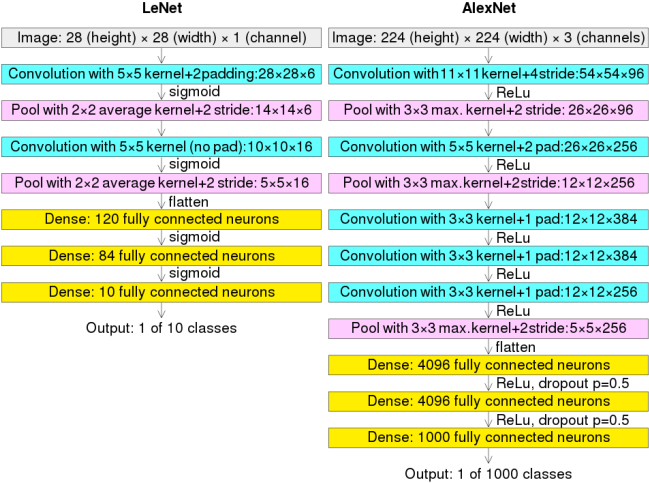 LeNet
Image: 28 (height) × 28 (width) × 1 (channel)
Convolution with 5×5 kernel+2padding:28×28×6
sigmoid
Pool with 2×2 average kernel+2 stride:14×14×6
Convolution with 5×5 kernel (no pad):10×10×16
sigmoid
Pool with 2×2 average kernel+2 stride: 5×5×16
flatten
Dense: 120 fully connected neurons
sigmoid
Dense: 84 fully connected neurons
sigmoid
Dense: 10 fully connected neurons
Output: 1 of 10 classes
AlexNet
Image: 224 (height) × 224 (width) × 3 (channels)
Convolution with 11×11 kernel+4 stride:54×54×96
ReLu
Pool with 3×3 max. kernel+2 stride: 26×26×96
Convolution with 5×5 kernel+2 pad:26×26×256
ReLu
Pool with 3×3 max.kernel+2stride:12×12×256
Convolution with 3×3 kernel+1 pad:12×12×384
ReLu
Convolution with 3×3 kernel+1 pad:12×12×384
ReLu
Convolution with 3×3 kernel+1 pad:12×12×256
ReLu
Pool with 3×3 max.kernel+2stride:5×5×256
flatten
Dense: 4096 fully connected neurons
ReLu, dropout p=0.5
Dense: 4096 fully connected neurons
ReLu, dropout p=0.5
Dense: 1000 fully connected neurons
Output: 1 of 1000 classes